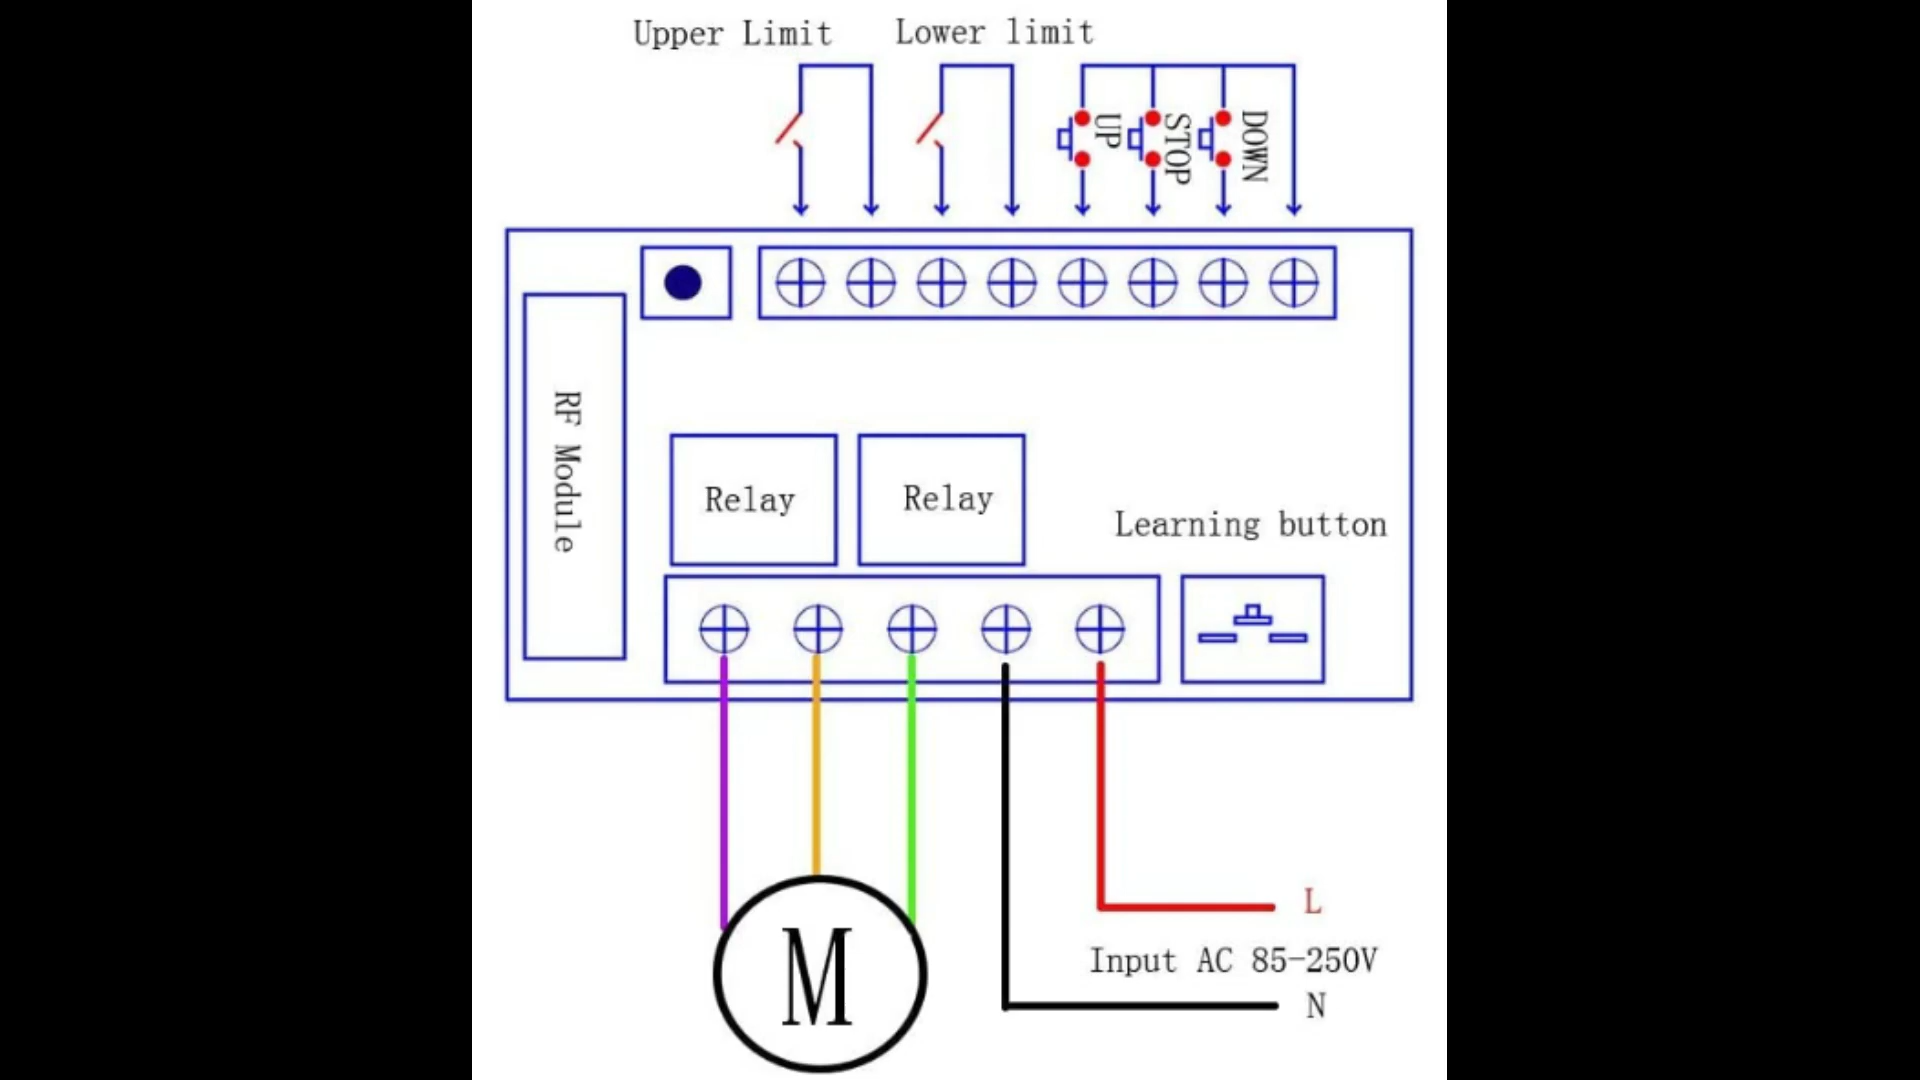 Upper Limit
Lower limit
UP
STOP
DOWN
RF Module
Relay
Relay
Learning button
M
L
Input AC 85-250V
N